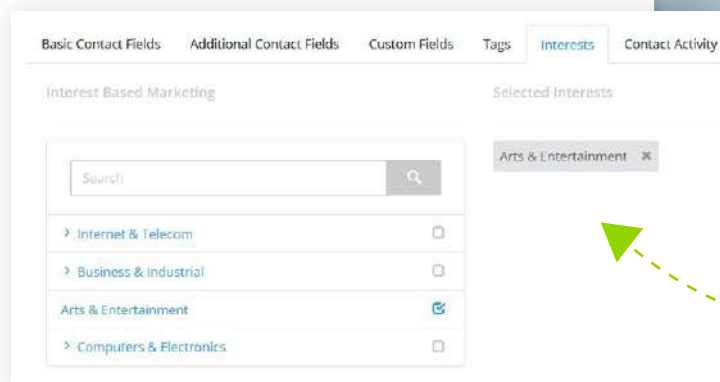 Basic Contact Fields Additional Contact Fields Custom Fields Tags Interests Contact Activity
Interest Based Marketing
Selected Interests
Search
Arts & Entertainment
Internet & Telecom
Business & Industrial
Arts & Entertainment
Computers & Electronics